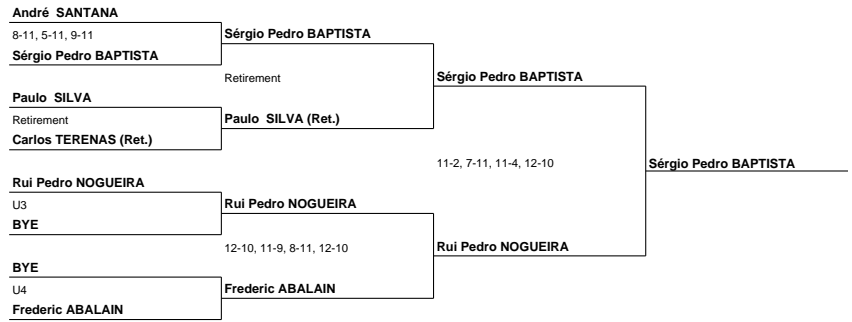 André SANTANA
8-11, 5-11, 9-11
Sérgio Pedro BAPTISTA
Paulo SILVA
Retirement
Carlos TERENAS (Ret.)
Rui Pedro NOGUEIRA
U3
BYE
BYE
U4
Frederic ABALAIN
Sérgio Pedro BAPTISTA
Retirement
Paulo SILVA (Ret.)
Rui Pedro NOGUEIRA
12-10, 11-9, 8-11, 12-10
Frederic ABALAIN
Sérgio Pedro BAPTISTA
11-2, 7-11, 11-4, 12-10
Rui Pedro NOGUEIRA
Sérgio Pedro BAPTISTA